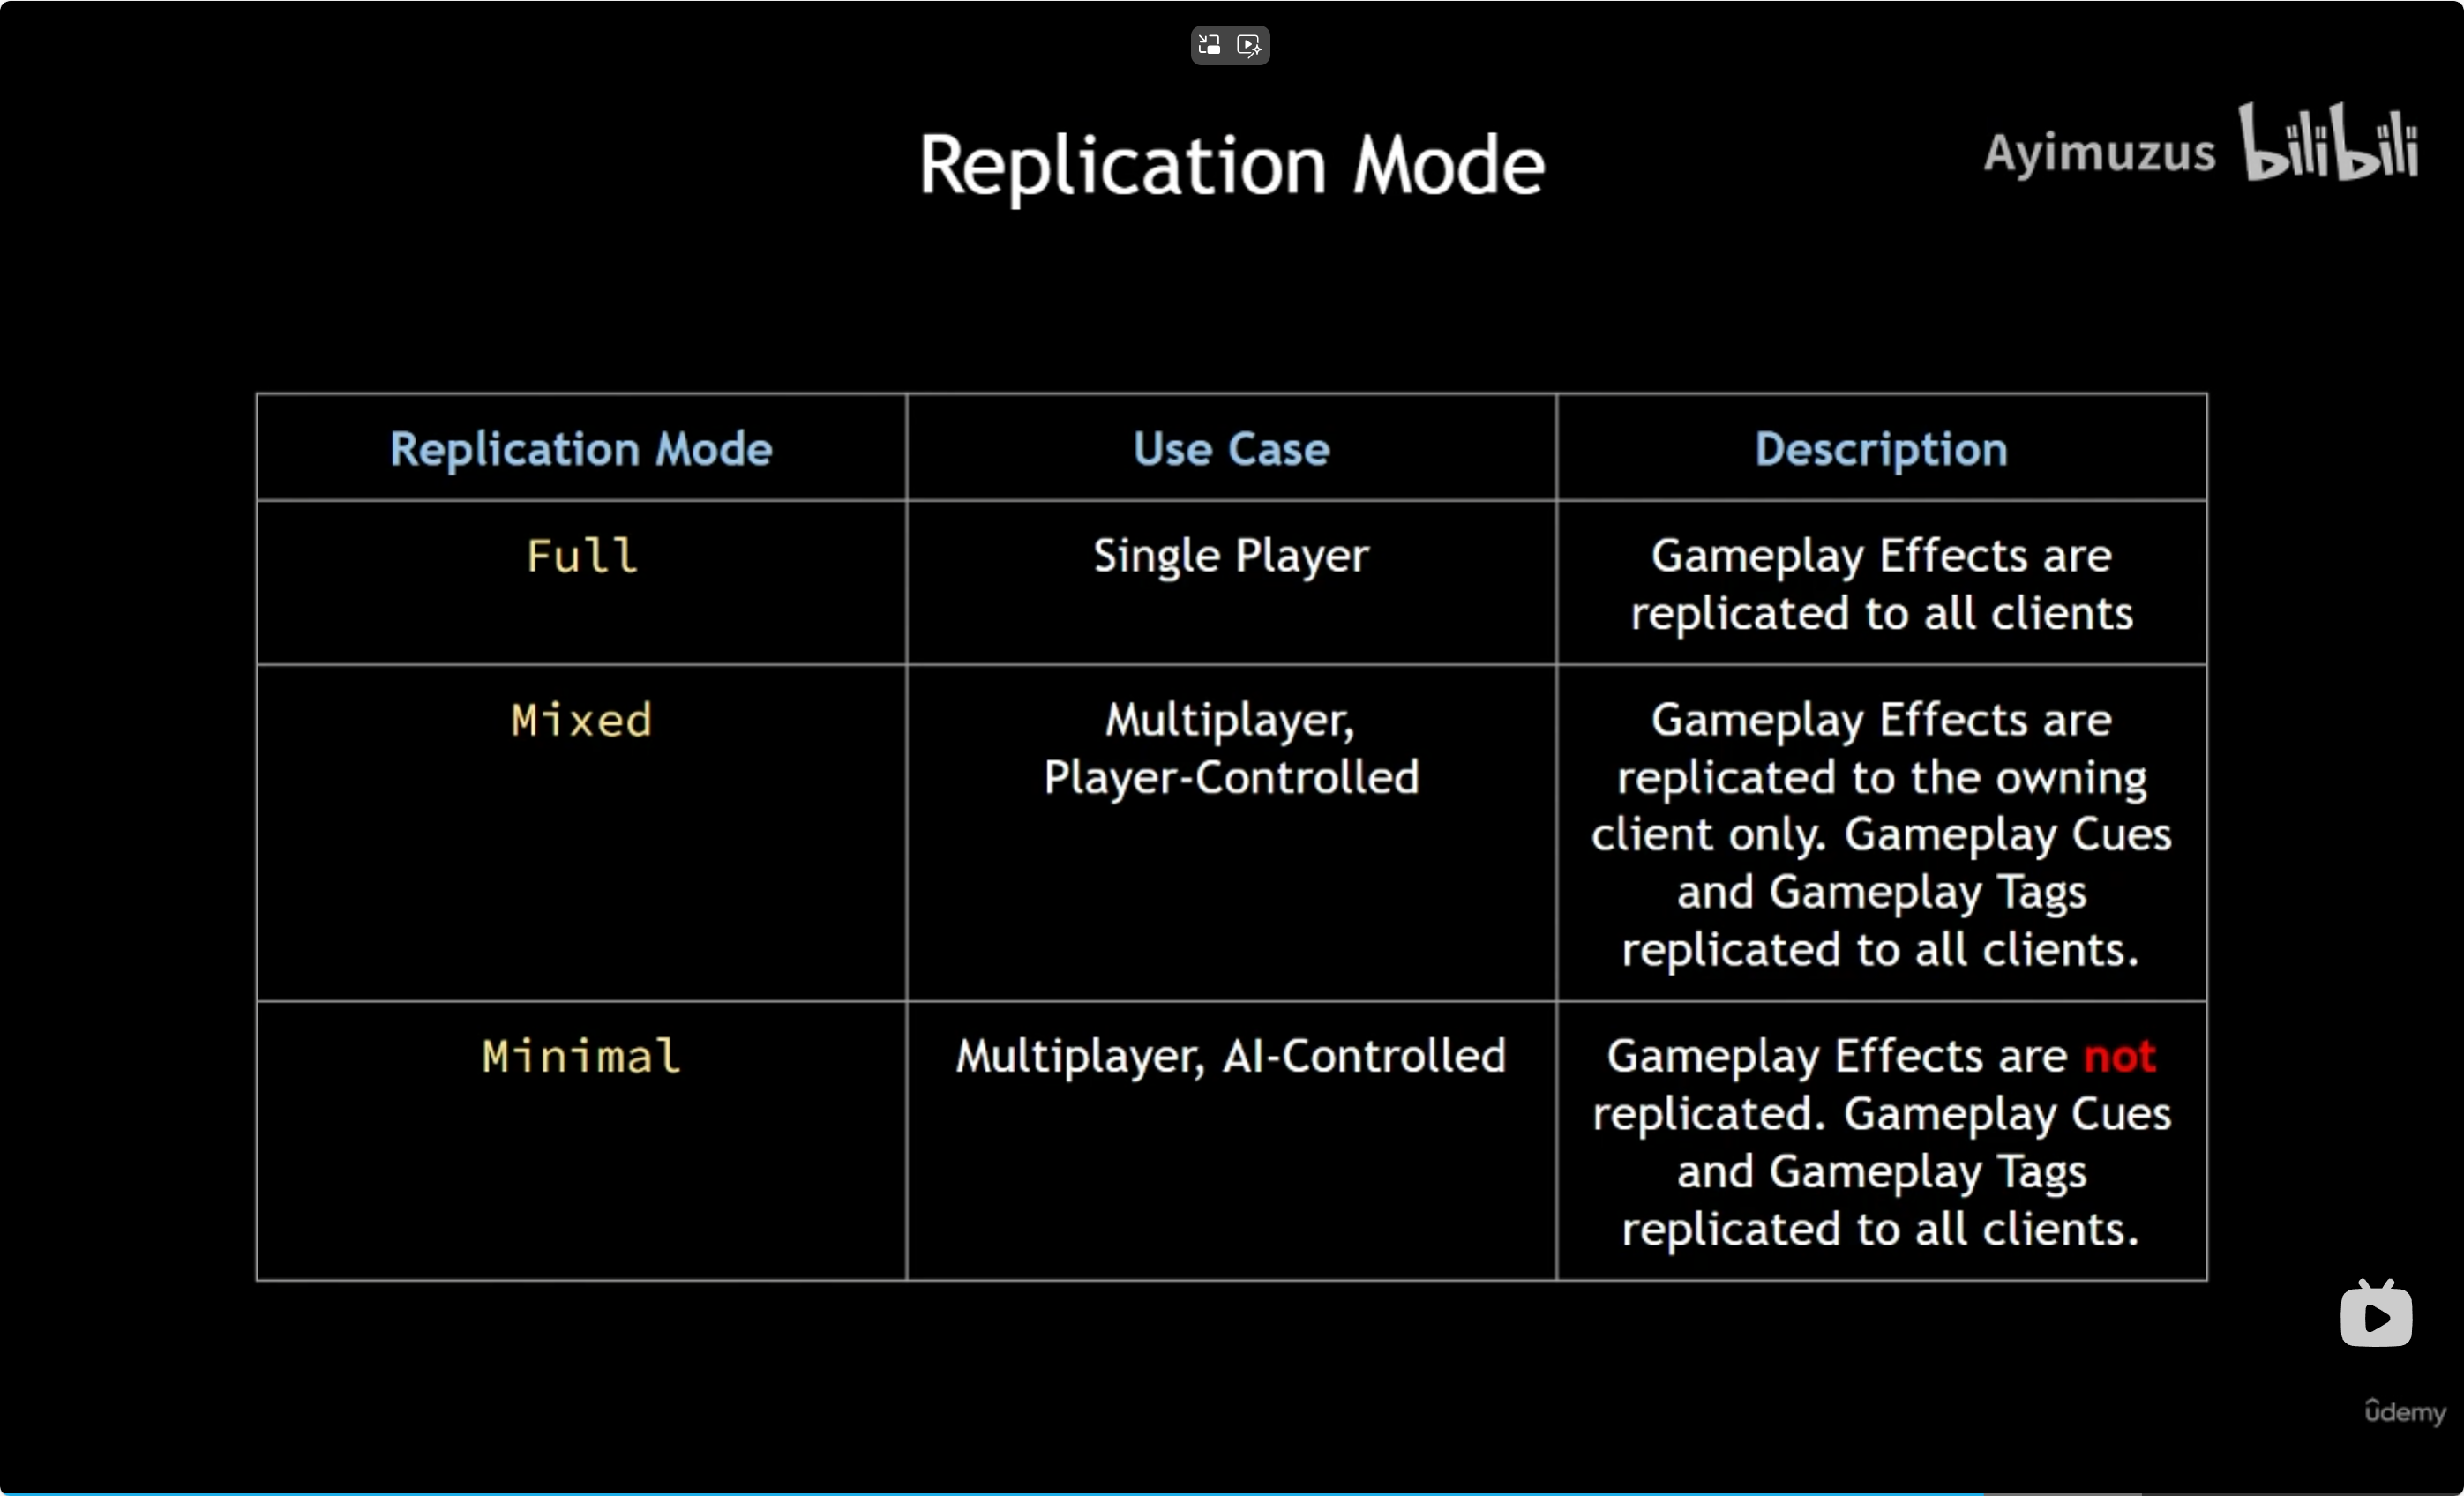 Replication Mode
Ayimuzus bilibili
Replication Mode
Use Case
Description
Full
Single Player
Gameplay Effects are
replicated to all clients
Mixed
Multiplayer,
Player-Controlled
Gameplay Effects are
replicated to the owning
client only. Gameplay Cues
and Gameplay Tags
replicated to all clients.
Minimal
Multiplayer, AI-Controlled
Gameplay Effects are not
replicated. Gameplay Cues
and Gameplay Tags
replicated to all clients.
ûdemy